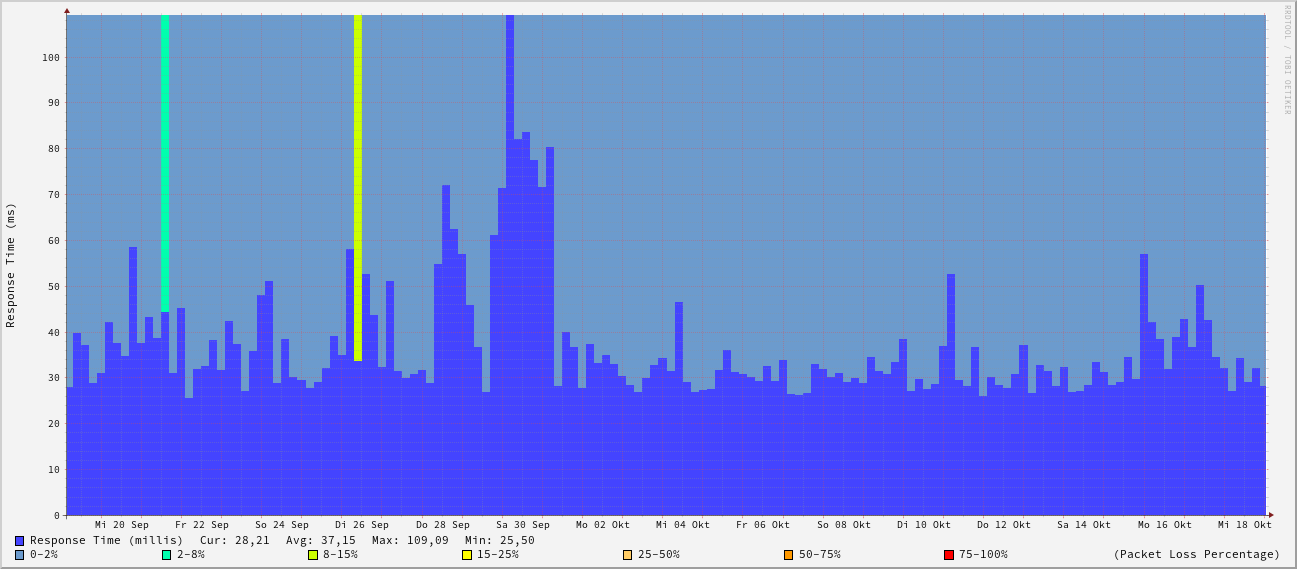 RRDTOOL / TOBI OETIKER
Response Time (ms)
100
90
80
70
60
50
40
30
20
10
0
Mi 20 Sep Fr 22 Sep So 24 Sep Di 26 Sep Do 28 Sep Sa 30 Sep Mo 02 Okt Mi 04 Okt Fr 06 Okt So 08 Okt Di 10 Okt Do 12 Okt Sa 14 Okt Mo 16 Okt Mi 18 Okt
Response Time (millis) Cur: 28,21 Avg: 37,15 Max: 109,09 Min: 25,50
0-2% 2-8% 8-15% 15-25% 25-50% 50-75% 75-100% (Packet Loss Percentage)